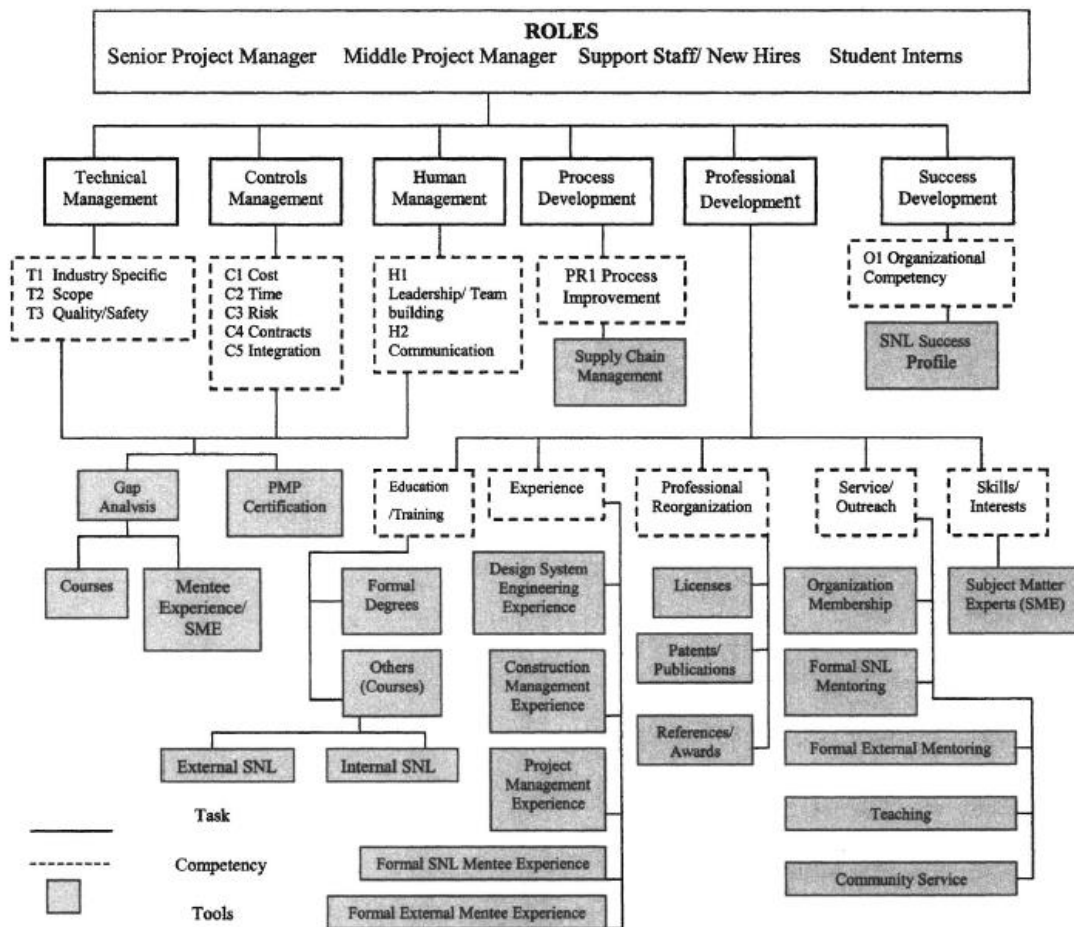 ROLES
Senior Project Manager Middle Project Manager Support Staff/ New Hires Student Interns
Technical
Management
Controls
Management
Human
Management
Process
Development
Professional
Development
Success
Development
T1 Industry Specific
T2 Scope
T3 Quality/Safety
C1 Cost
C2 Time
C3 Risk
C4 Contracts
C5 Integration
H1
Leadership/ Team
building
H2
Communication
PR1 Process
Improvement
O1 Organizational
Competency
Supply Chain
Management
SNL Success
Profile
Gap
Analysis
PMP
Certification
Education
/Training
Experience
Professional
Reorganization
Service/
Outreach
Skills/
Interests
Courses
Mentee
Experience/
SME
Formal
Degrees
Others
(Courses)
External SNL
Internal SNL
Design System
Engineering
Experience
Construction
Management
Experience
Project
Management
Experience
Formal SNL Mentee Experience
Formal External Mentee Experience
Licenses
Patents/
Publications
References/
Awards
Organization
Membership
Formal SNL
Mentoring
Formal External Mentoring
Teaching
Community Service
Subject Matter
Experts (SME)
Task
Competency
Tools